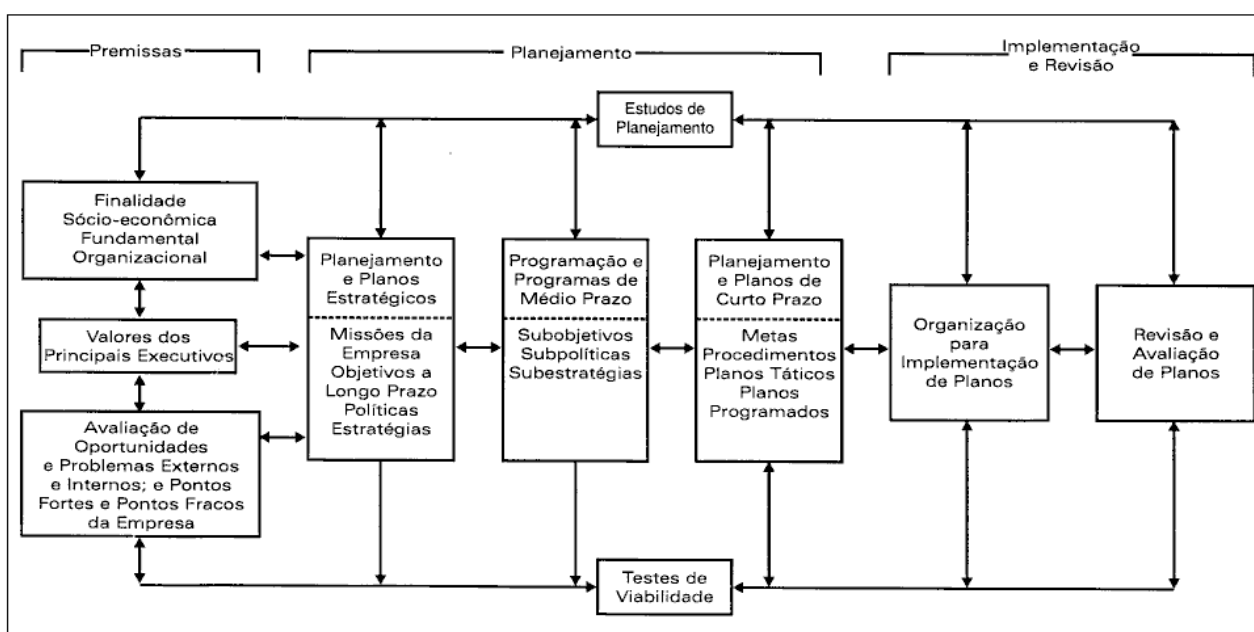 Premissas
Planejamento
Implementação
e Revisão
Estudos de
Planejamento
Finalidade
Sócio-econômica
Fundamental
Organizacional
Valores dos
Principais Executivos
Avaliação de
Oportunidades
e Problemas Externos
e Internos; e Pontos
Fortes e Pontos Fracos
da Empresa
Planejamento
e Planos
Estratégicos
Missões da
Empresa
Objetivos a
Longo Prazo
Políticas
Estratégias
Programação e
Programas de
Médio Prazo
Subobjetivos
Subpolíticas
Subestratégias
Planejamento
e Planos de
Curto Prazo
Metas
Procedimentos
Planos Táticos
Planos
Programados
Organização
para
Implementação
de Planos
Revisão e
Avaliação
de Planos
Testes de
Viabilidade